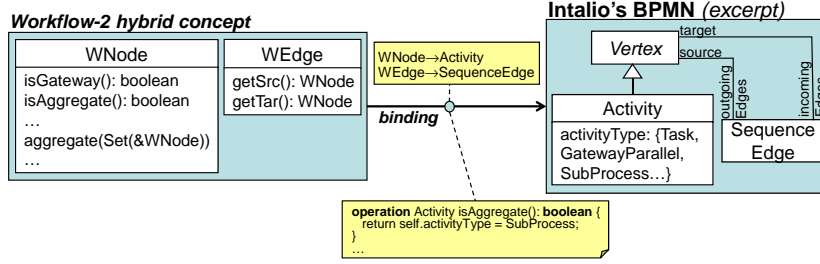 Workflow-2 hybrid concept
WNode
isGateway(): boolean
isAggregate(): boolean
...
aggregate(Set(&WNode))
...
WEdge
getSrc(): WNode
getTar(): WNode
WNode→Activity
WEdge→SequenceEdge
binding
operation Activity isAggregate(): boolean {
return self.activityType = SubProcess;
}
...
Intalio's BPMN (excerpt)
Vertex
target
source
outgoing
Edges
incoming
Edges
Activity
activityType: {Task,
GatewayParallel,
SubProcess...}
Sequence
Edge